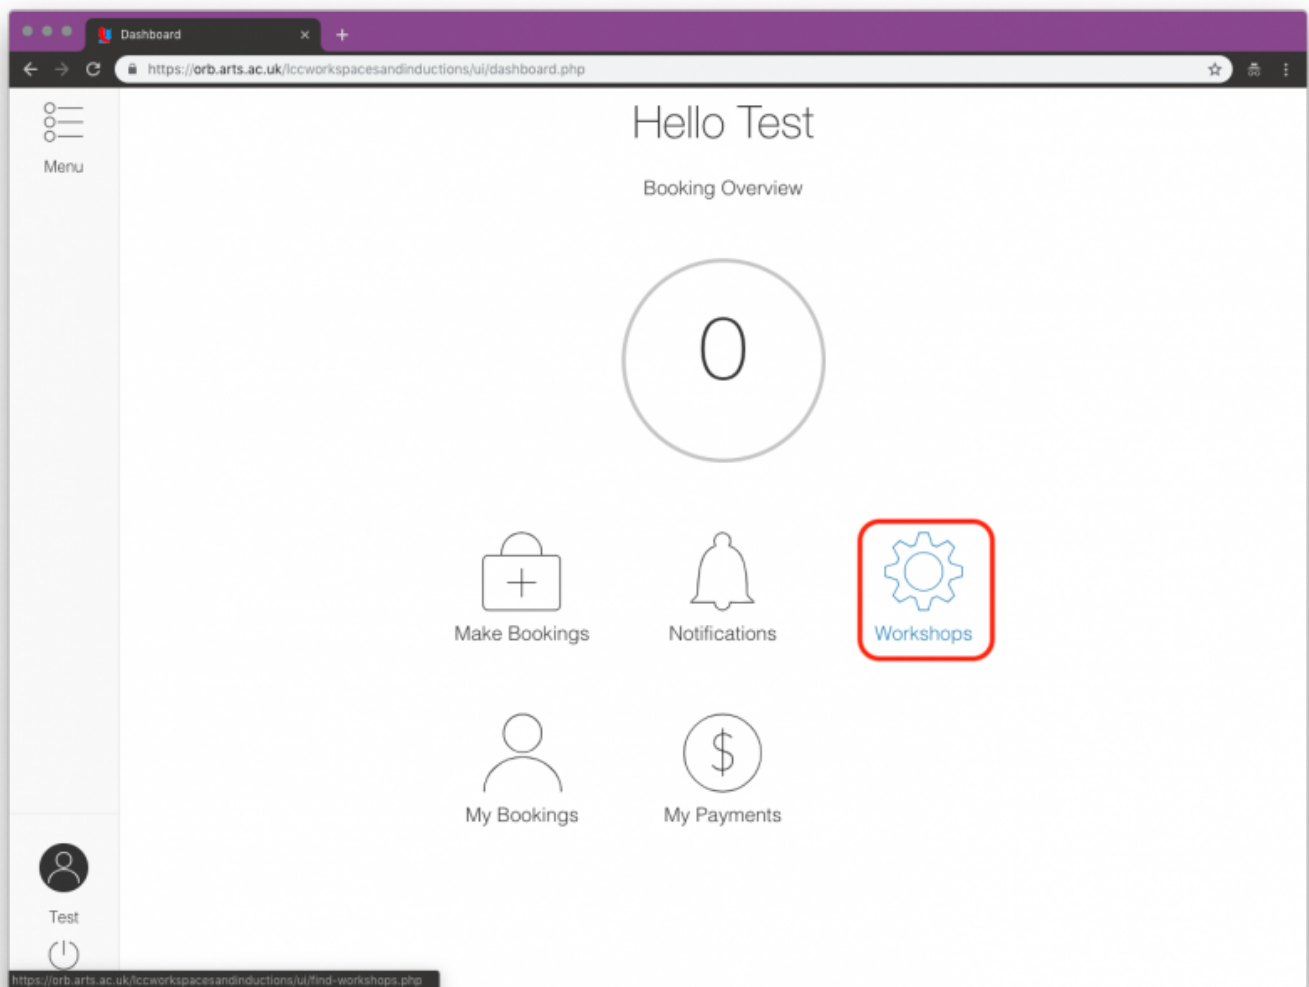 Dashboard
https://orb.arts.ac.uk/lccworkspacesandinductions/ui/dashboard.php
Menu
Hello Test
Booking Overview
0
Make Bookings
Notifications
Workshops
My Bookings
$
My Payments
Test
https://orb.arts.ac.uk/lccworkspacesandinductions/ui/find-workshops.php